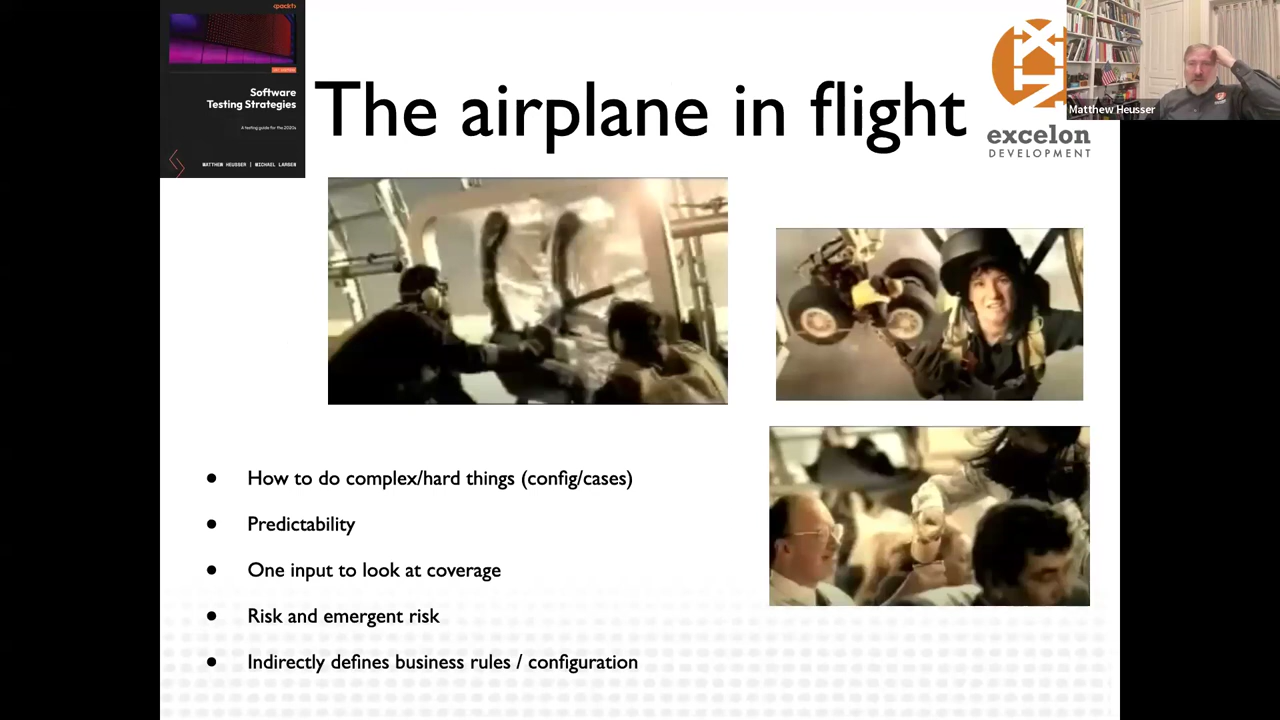 Software
Testing Strategies
A testing guide for the 2020s
MATTHEW HEUSSER | MICHAEL LARSEN
The airplane in flight
excelon
DEVELOPMENT
Matthew Heusser
How to do complex/hard things (config/cases)
Predictability
One input to look at coverage
Risk and emergent risk
Indirectly defines business rules / configuration